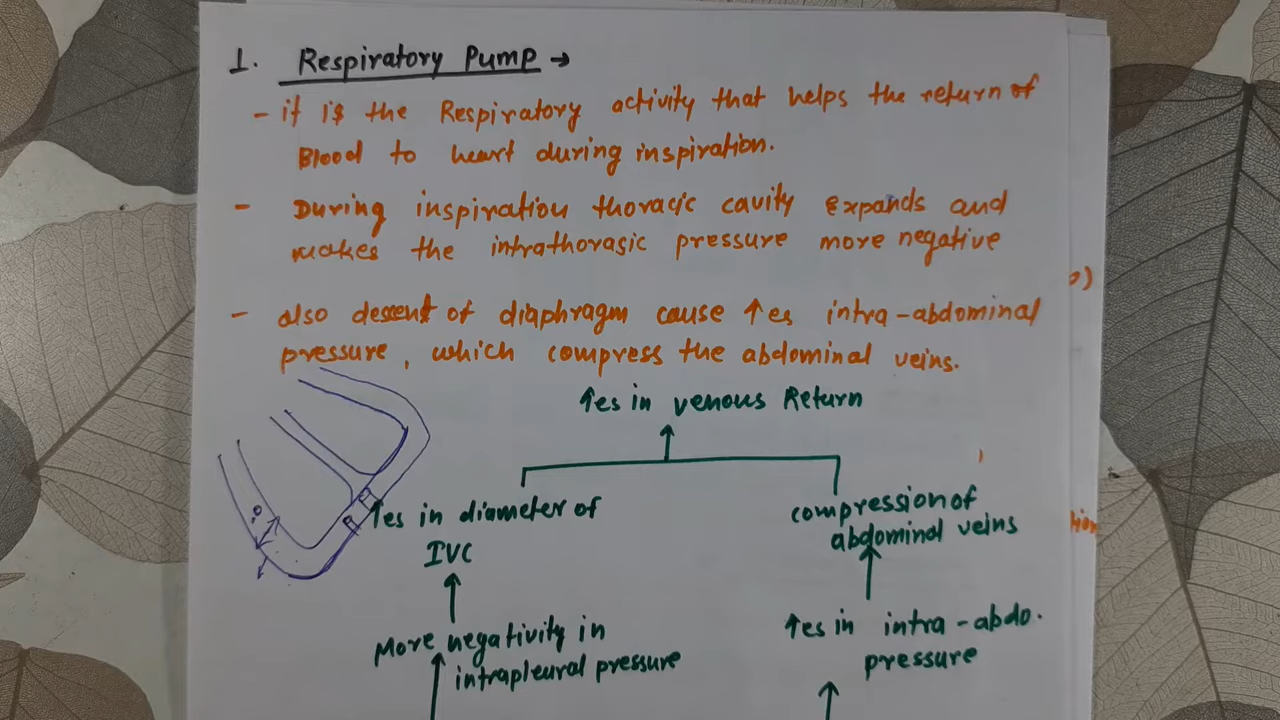 1. Respiratory Pump →
- it is the Respiratory activity that helps the return of
Blood to heart during inspiration.
- During inspiration thoracic cavity expands and
makes the intrathorasic pressure more negative
- also descent of diaphragm cause ↑es intra-abdominal
pressure, which compress the abdominal veins.
↑es in venous Return
↑es in diameter of
IVC
compression of
abdominal veins
More negativity in
intrapleural pressure
↑es in intra-abdo.
pressure